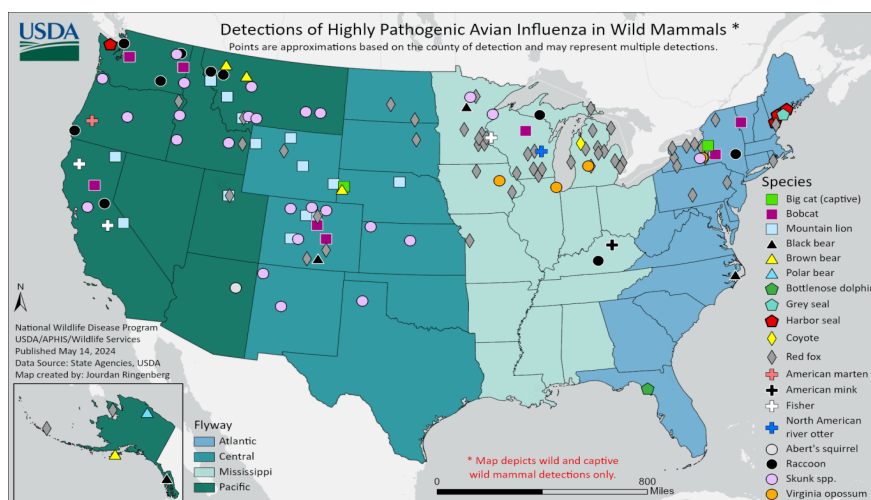 USDA
Detections of Highly Pathogenic Avian Influenza in Wild Mammals *
Points are approximations based on the county of detection and may represent multiple detections.
Species
Big cat (captive)
Bobcat
Mountain lion
Black bear
Brown bear
Polar bear
Bottlenose dolphin
Grey seal
Harbor seal
Coyote
Red fox
American marten
American mink
Fisher
North American
river otter
Abert's squirrel
Raccoon
Skunk spp.
Virginia opossum
N
National Wildlife Disease Program
USDA/APHIS/Wildlife Services
Published May 14, 2024
Data Source: State Agencies, USDA
Map created by: Jourdan Ringenberg
Flyway
Atlantic
Central
Mississippi
Pacific
* Map depicts wild and captive
wild mammal detections only.
0 800
Miles